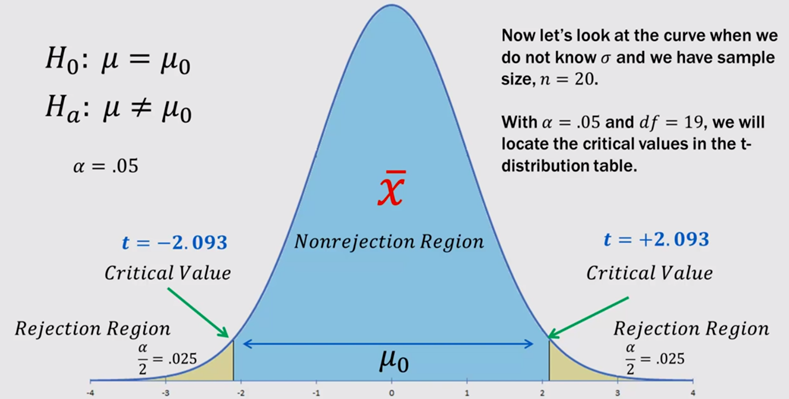 H₀: μ = μ₀
Hₐ: μ ≠ μ₀
α = .05
Now let's look at the curve when we
do not know σ and we have sample
size, n = 20.
With α = .05 and df = 19, we will
locate the critical values in the t-
distribution table.
x̄
Nonrejection Region
t = −2.093
Critical Value
t = +2.093
Critical Value
Rejection Region
α/2 = .025
Rejection Region
α/2 = .025
μ₀
-4 -3 -2 -1 0 1 2 3 4